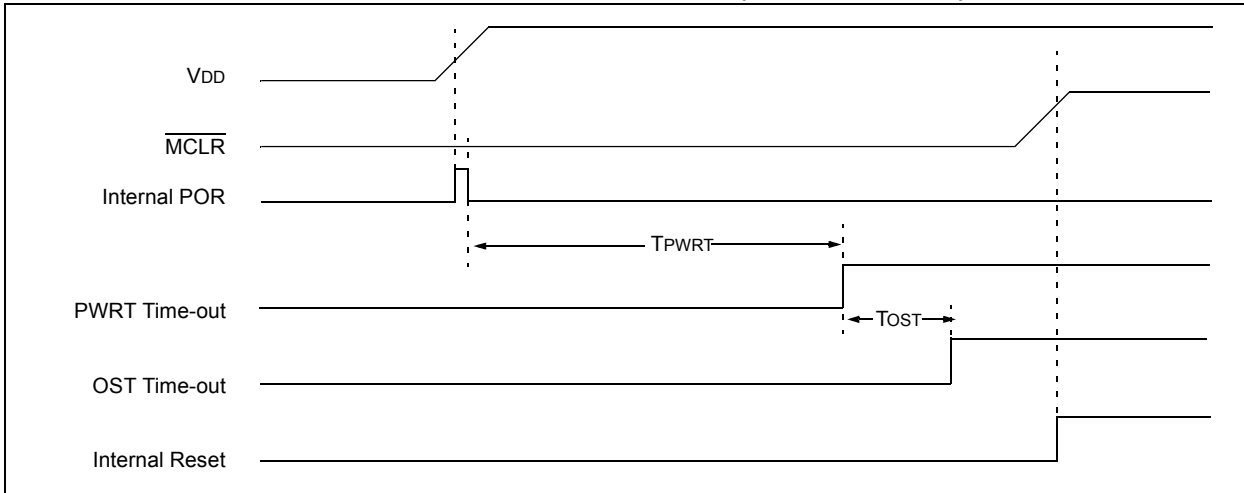 VDD
MCLR
Internal POR
TPWRT
PWRT Time-out
TOST
OST Time-out
Internal Reset